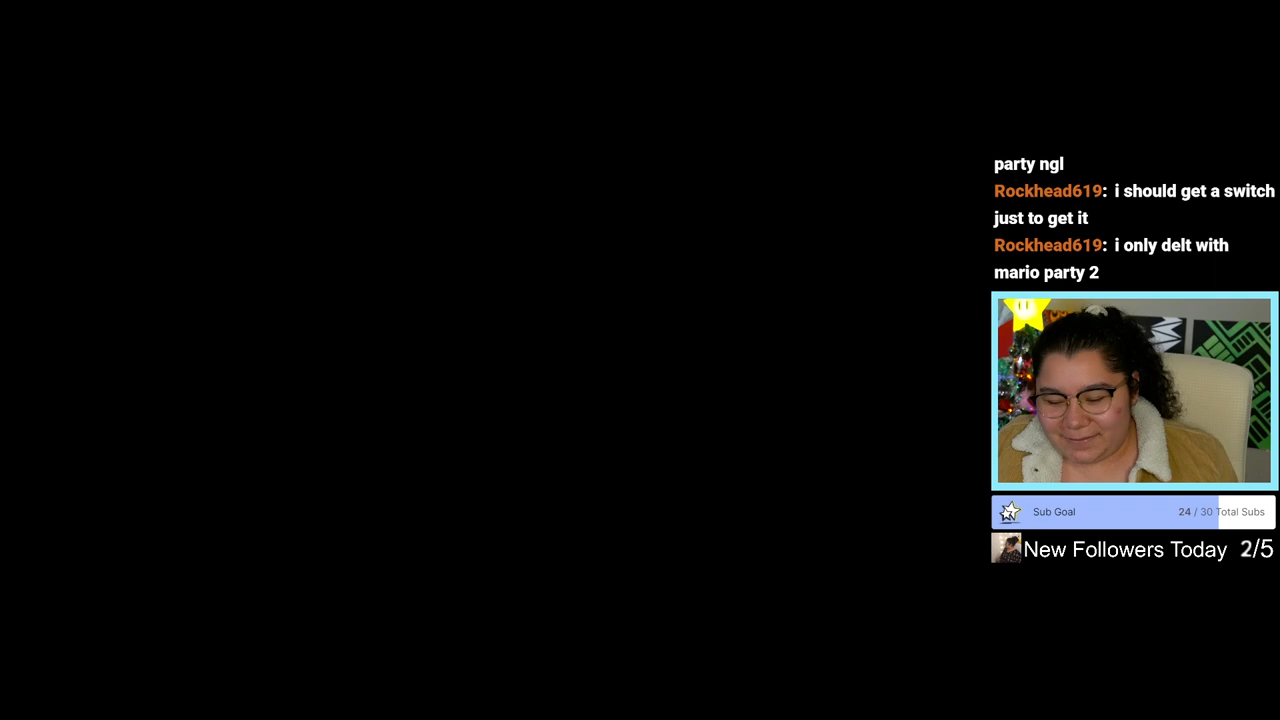 party ngl
Rockhead619: i should get a switch
just to get it
Rockhead619: i only delt with
mario party 2
Sub Goal 24 / 30 Total Subs
New Followers Today 2/5